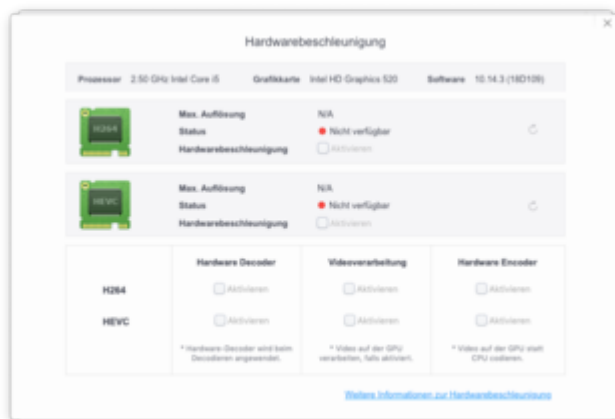 Hardwarebeschleunigung
Prozessor 2.50 GHz Intel Core i5 Grafikkarte Intel HD Graphics 520 Software 10.14.3 (18D109)
H264
Max. Auflösung N/A
Status Nicht verfügbar
Hardwarebeschleunigung Aktivieren
HEVC
Max. Auflösung N/A
Status Nicht verfügbar
Hardwarebeschleunigung Aktivieren
Hardware Decoder Videoverarbeitung Hardware Encoder
H264 Aktivieren Aktivieren Aktivieren
HEVC Aktivieren Aktivieren Aktivieren
* Hardware-Decoder wird beim * Video auf der GPU * Video auf der GPU statt
Decodieren angewendet. verarbeiten, falls aktiviert. CPU codieren.
Weitere Informationen zur Hardwarebeschleunigung